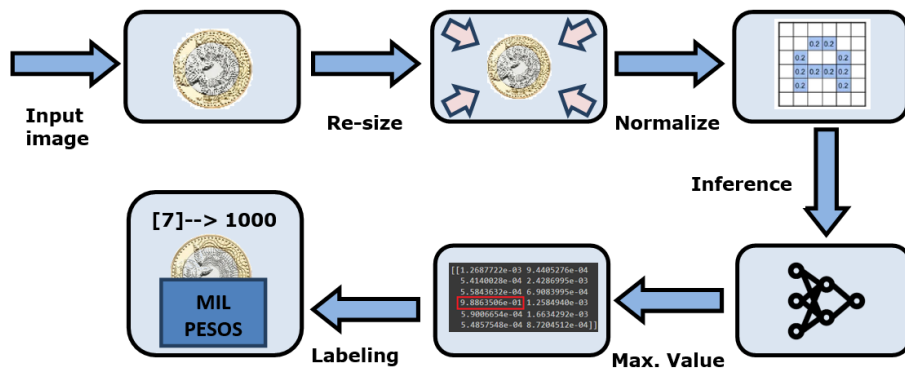 Input
image
Re-size
Normalize
0.2 0.2
0.2 0.2
0.2 0.2 0.2 0.2
0.2 0.2
Inference
[[1.2687722e-03 9.4405276e-04
5.4140028e-04 2.4286995e-03
5.5843632e-04 6.9083995e-04
9.8863506e-01 1.2584940e-03
5.9006654e-04 1.6634292e-03
5.4857548e-04 8.7204512e-04]]
Max. Value
Labeling
[7]--> 1000
MIL
PESOS